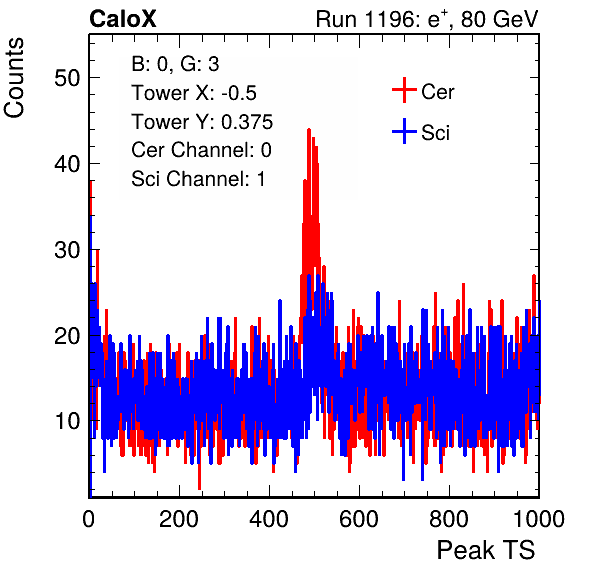 CaloX Run 1196: e⁺, 80 GeV
Counts
B: 0, G: 3
Tower X: -0.5
Tower Y: 0.375
Cer Channel: 0
Sci Channel: 1
Cer
Sci
50
40
30
20
10
0 200 400 600 800 1000
Peak TS